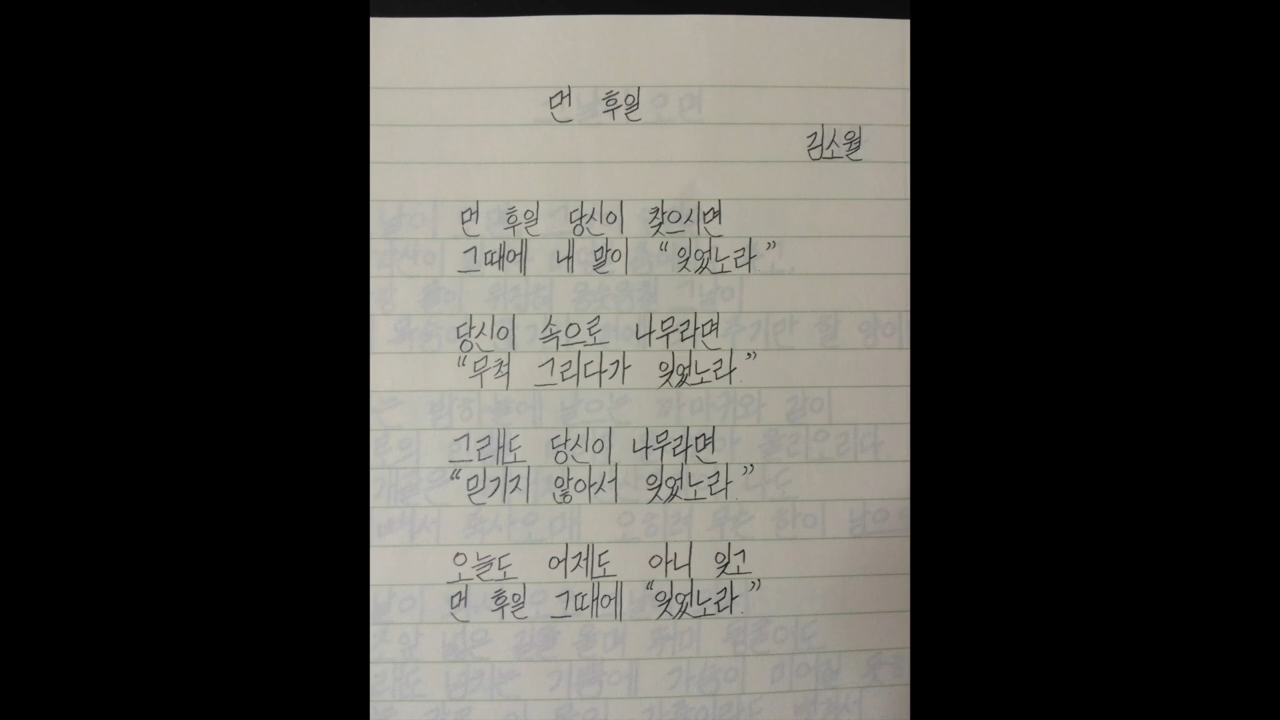 먼 후일
김소월
먼 후일 당신이 찾으시면
그때에 내 말이 "잊었노라."
당신이 속으로 나무라면
"무척 그리다가 잊었노라."
그래도 당신이 나무라면
"믿기지 않아서 잊었노라."
오늘도 어제도 아니 잊고
먼 후일 그때에 "잊었노라."